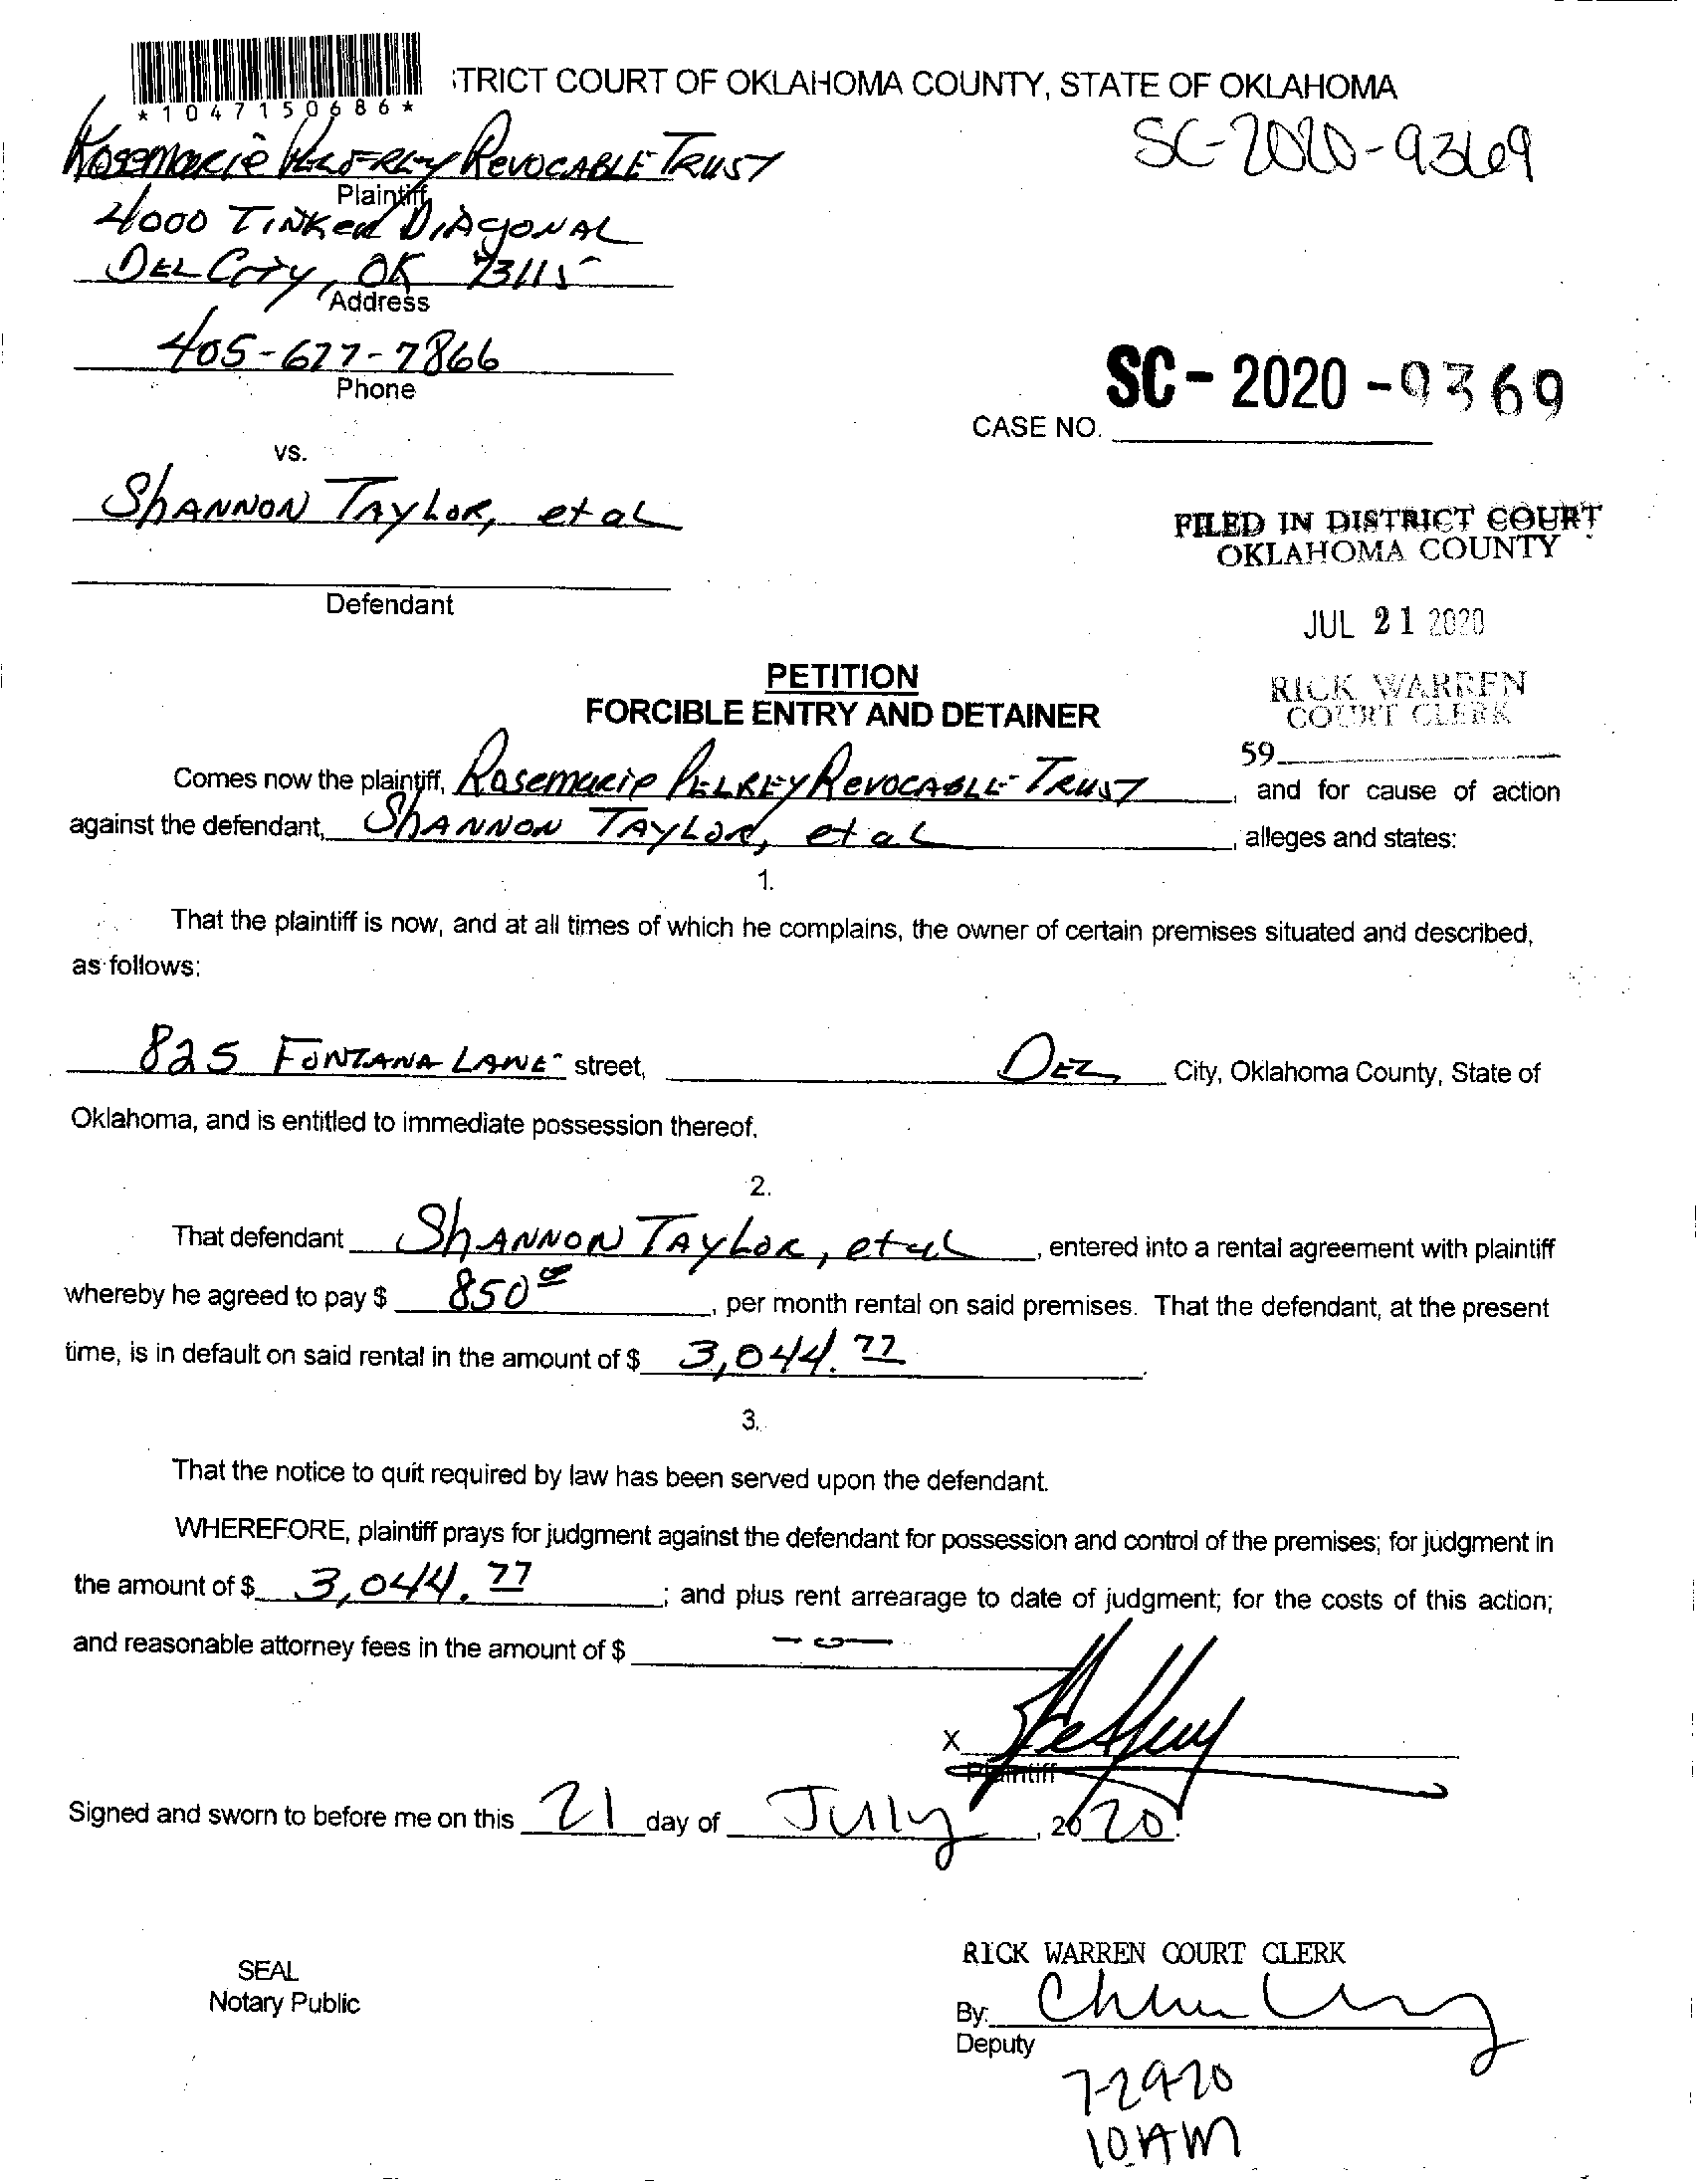 *1047150686*
TRICT COURT OF OKLAHOMA COUNTY, STATE OF OKLAHOMA
SC-2020-9369
Rosemarie REVOCABLE TRUST
Plaintiff
4000 TINKER DIAGONAL
DEL CITY, OK 73115
Address
405-677-7866
Phone
SC- 2020 -9369
CASE NO.
vs.
SHANNON TAYLOR, et al
FILED IN DISTRICT COURT
OKLAHOMA COUNTY
Defendant
JUL 21 2020
PETITION
FORCIBLE ENTRY AND DETAINER
RICK WARREN
COURT CLERK
59
Comes now the plaintiff, Rosemarie PELFREY REVOCABLE TRUST, and for cause of action
against the defendant, SHANNON TAYLOR, et al, alleges and states:
1.
That the plaintiff is now, and at all times of which he complains, the owner of certain premises situated and described,
as follows:
825 FONTANA LANE street, DEL City, Oklahoma County, State of
Oklahoma, and is entitled to immediate possession thereof.
2.
That defendant SHANNON TAYLOR, et al, entered into a rental agreement with plaintiff
whereby he agreed to pay $ 850 00, per month rental on said premises. That the defendant, at the present
time, is in default on said rental in the amount of $ 3,044.77.
3.
That the notice to quit required by law has been served upon the defendant.
WHEREFORE, plaintiff prays for judgment against the defendant for possession and control of the premises; for judgment in
the amount of $ 3,044.77; and plus rent arrearage to date of judgment; for the costs of this action;
and reasonable attorney fees in the amount of $ -0-
X
Plaintiff
Signed and sworn to before me on this 21 day of July, 2020.
SEAL
Notary Public
RICK WARREN COURT CLERK
By:
Deputy
7-29-20
10AM